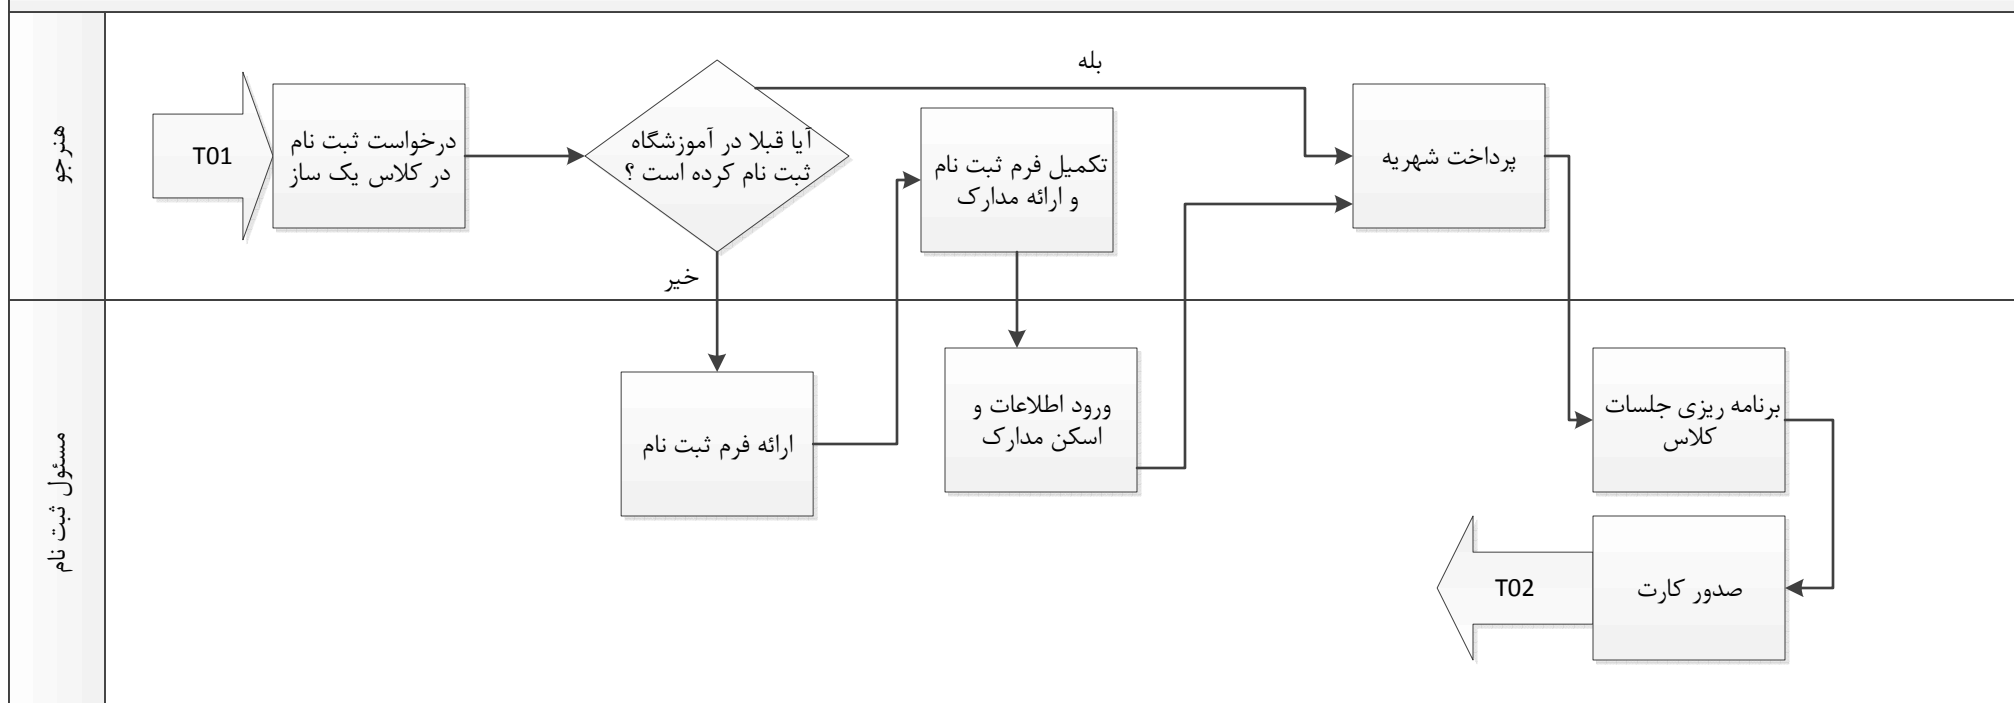 هنرجو
T01
درخواست ثبت نام
در کلاس یک ساز
آیا قبلا در آموزشگاه
ثبت نام کرده است ؟
بله
خیر
تکمیل فرم ثبت نام
و ارائه مدارک
پرداخت شهریه
مسئول ثبت نام
ارائه فرم ثبت نام
ورود اطلاعات و
اسکن مدارک
برنامه ریزی جلسات
کلاس
صدور کارت
T02